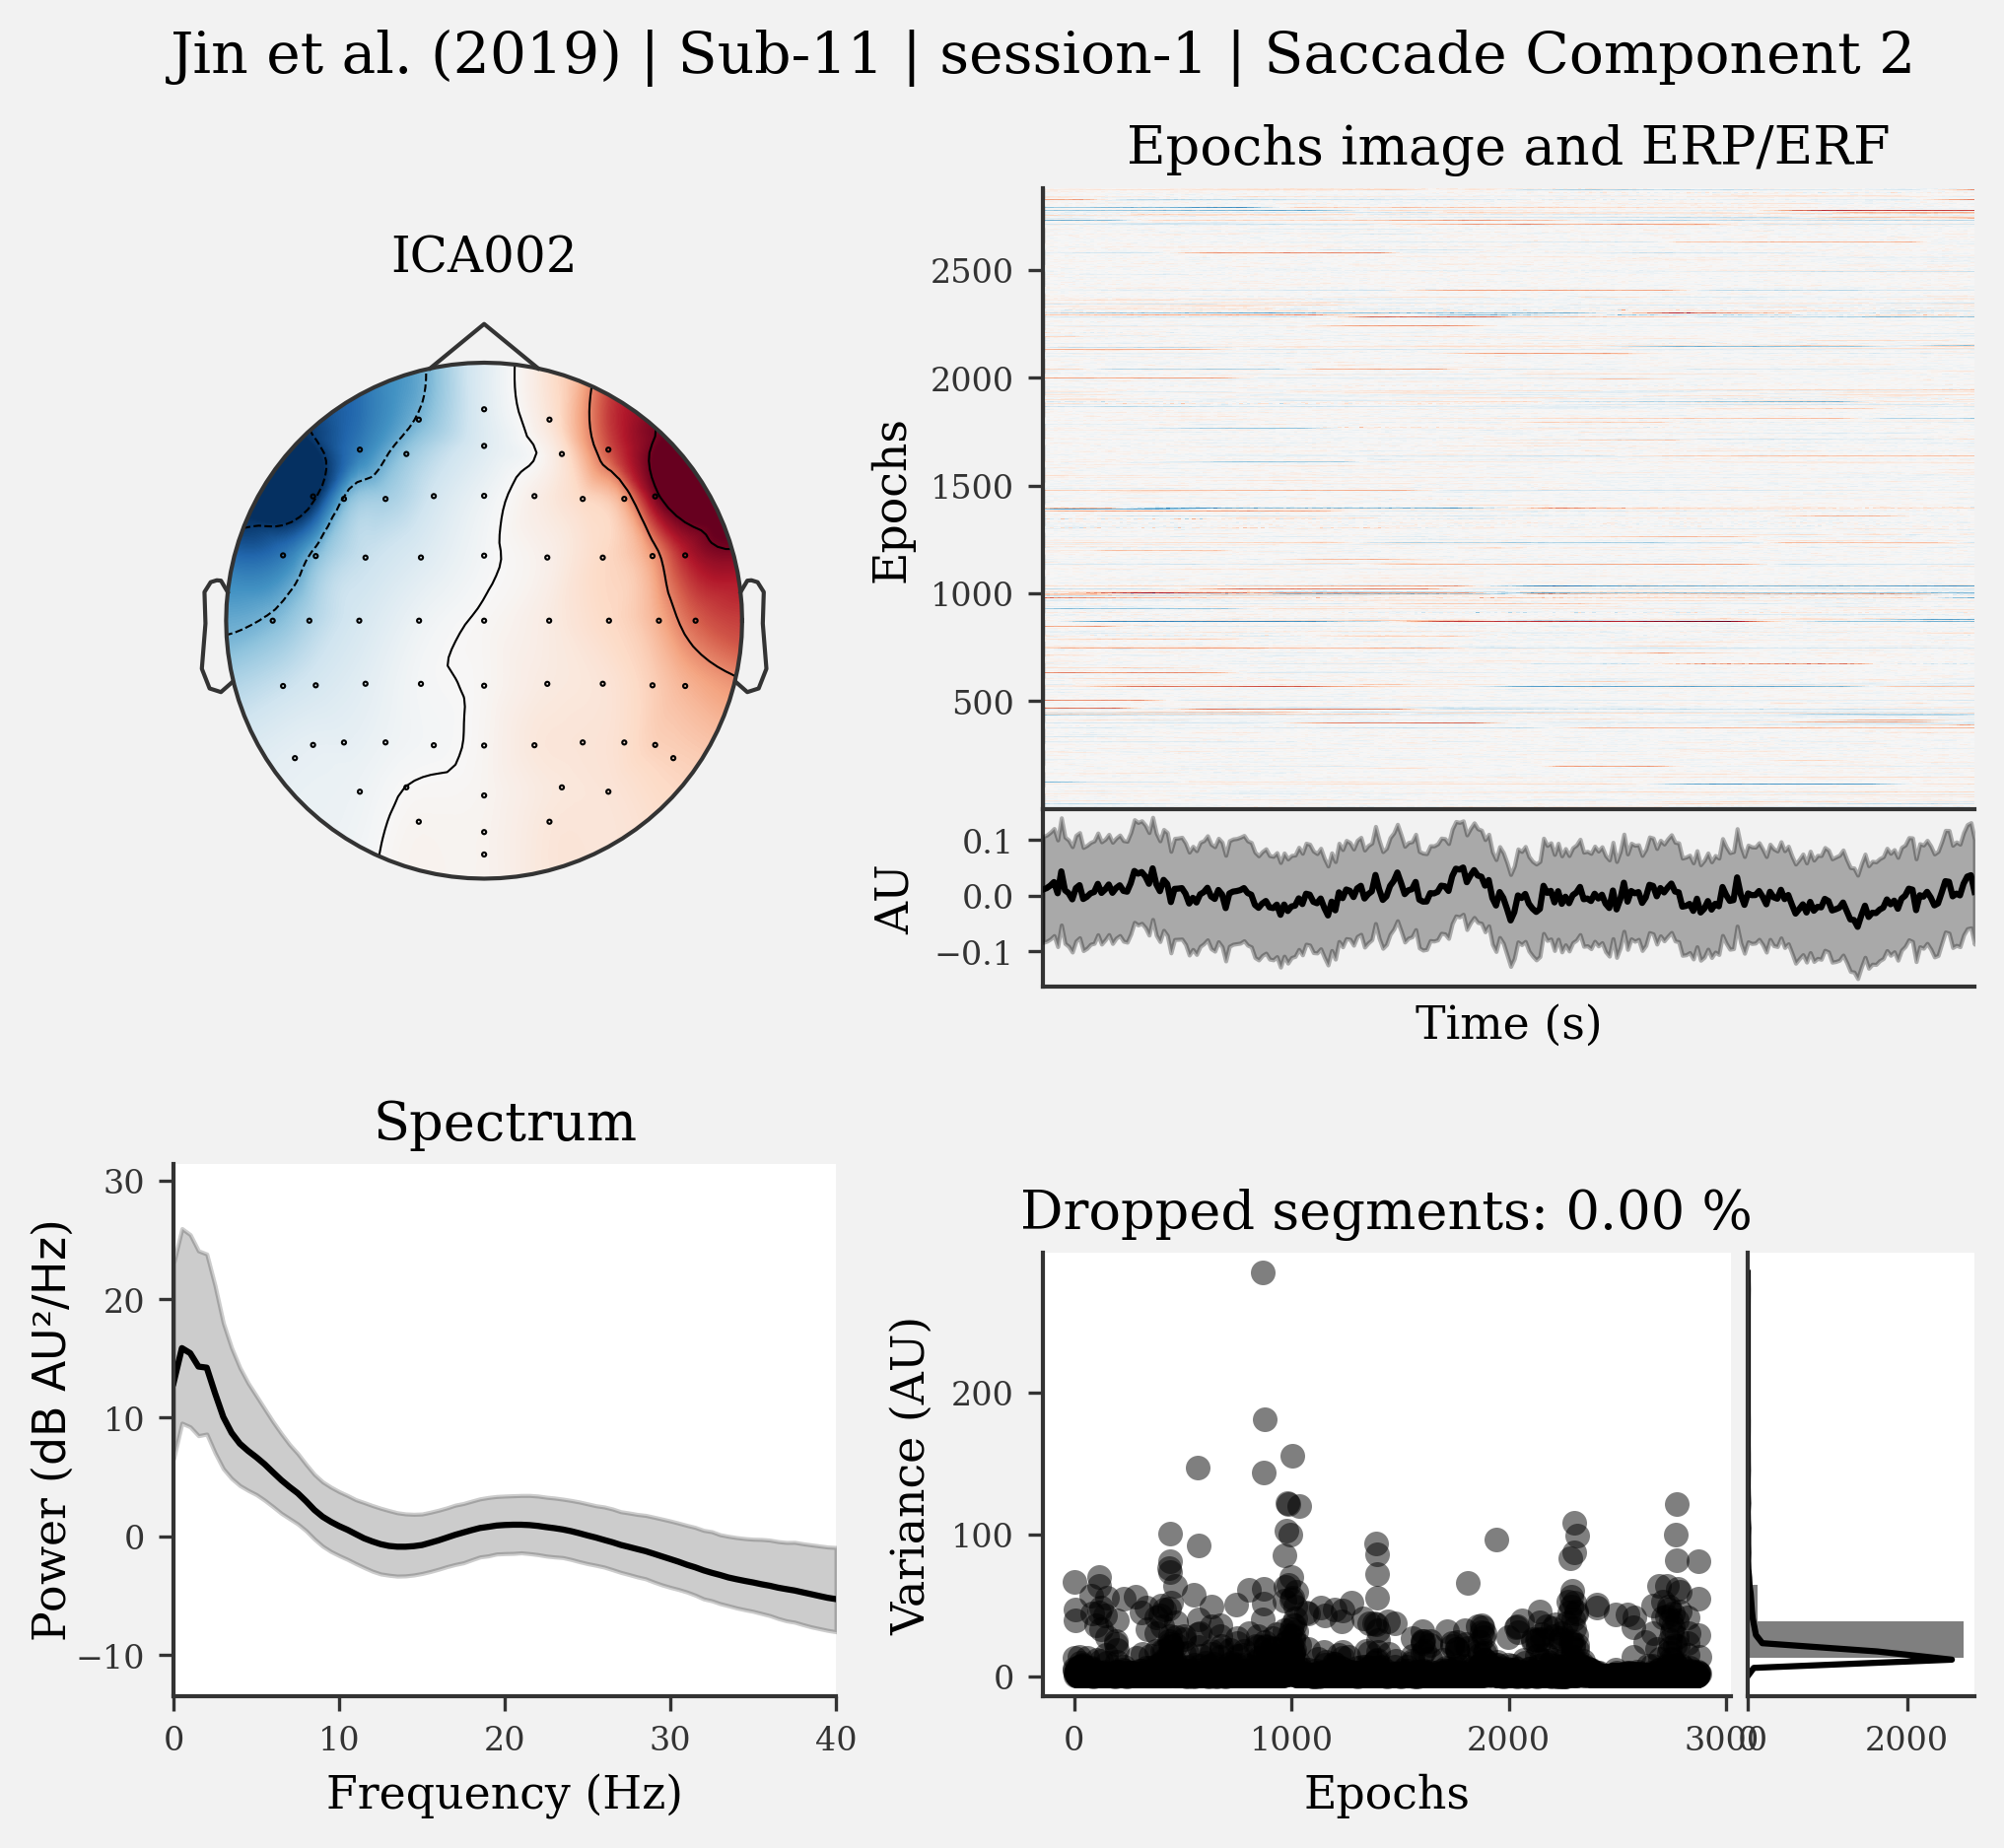 Jin et al. (2019) | Sub-11 | session-1 | Saccade Component 2
ICA002
Epochs image and ERP/ERF
Epochs
2500
2000
1500
1000
500
AU
0.1
0.0
−0.1
Time (s)
Spectrum
Power (dB AU²/Hz)
30
20
10
0
−10
0 10 20 30 40
Frequency (Hz)
Dropped segments: 0.00 %
Variance (AU)
200
100
0
0 1000 2000 3000
0 2000
Epochs